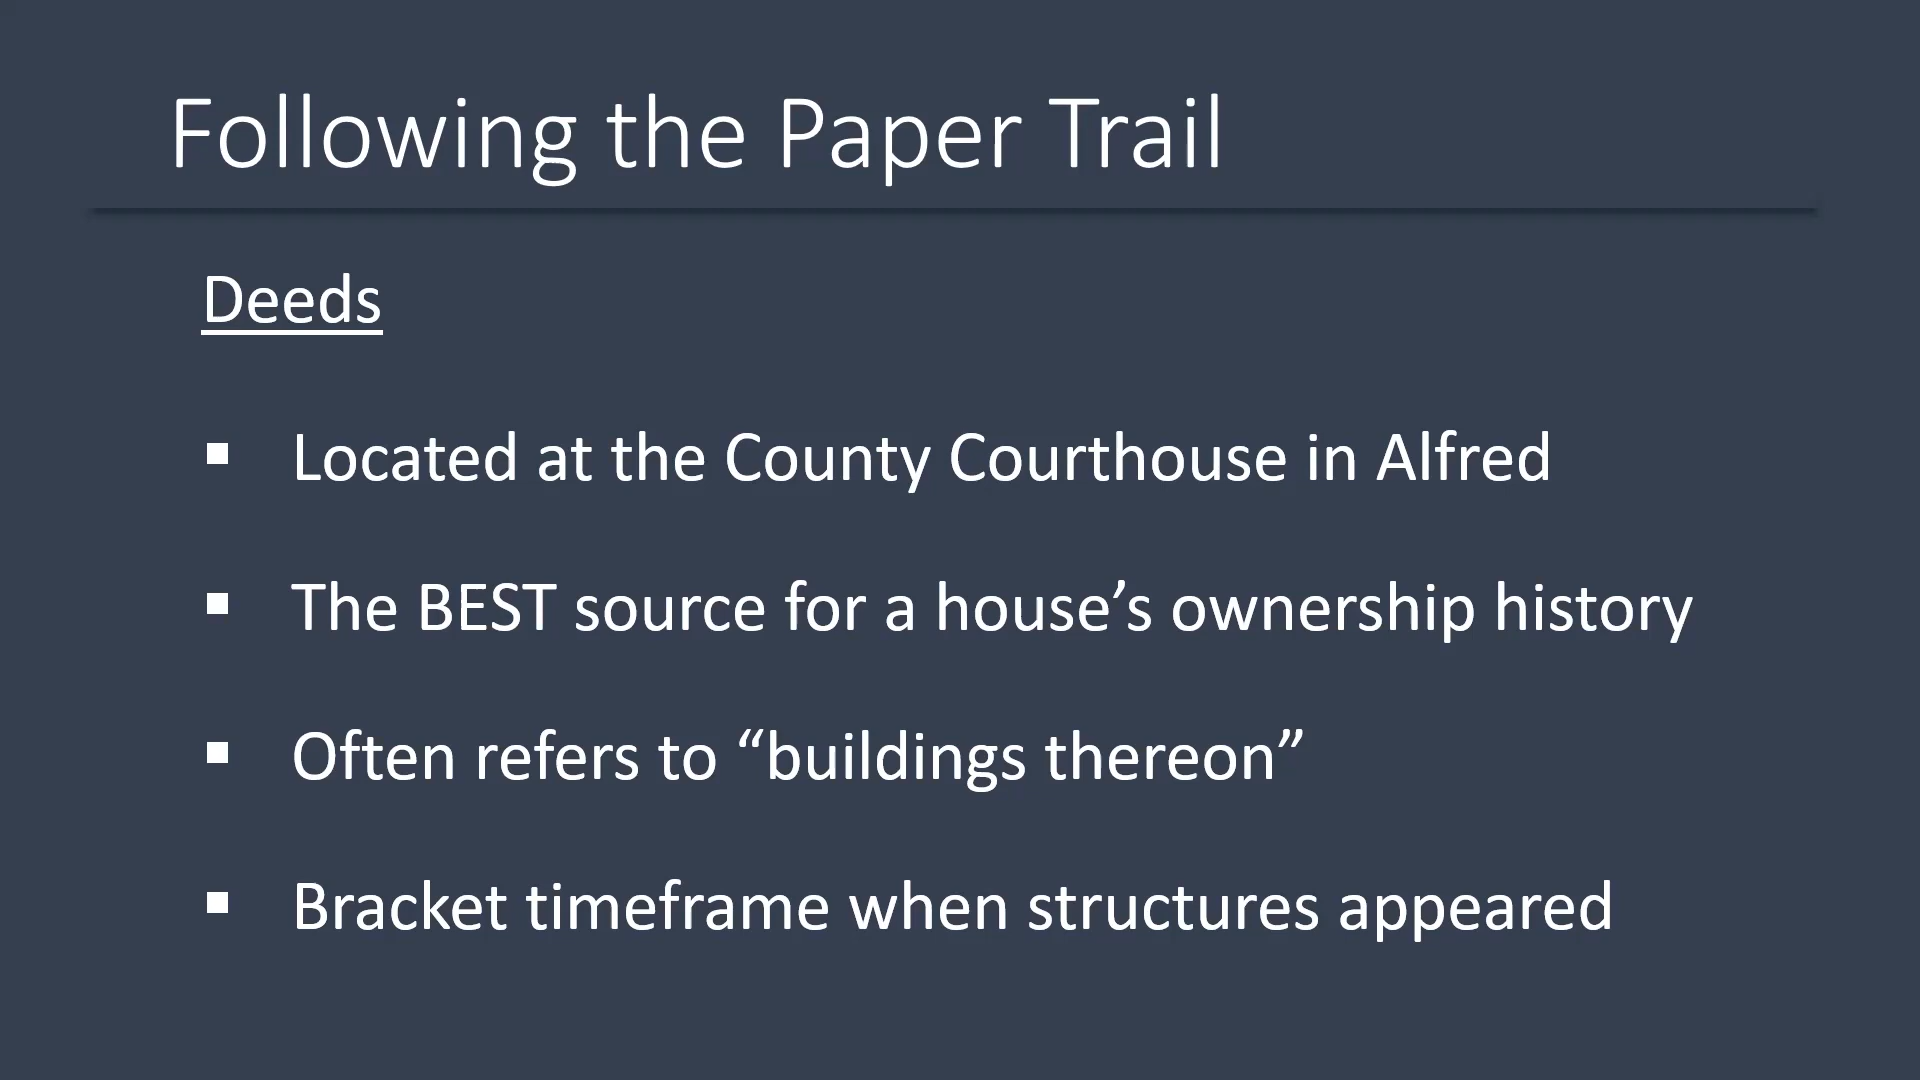 Following the Paper Trail
Deeds
▪ Located at the County Courthouse in Alfred
▪ The BEST source for a house’s ownership history
▪ Often refers to “buildings thereon”
▪ Bracket timeframe when structures appeared